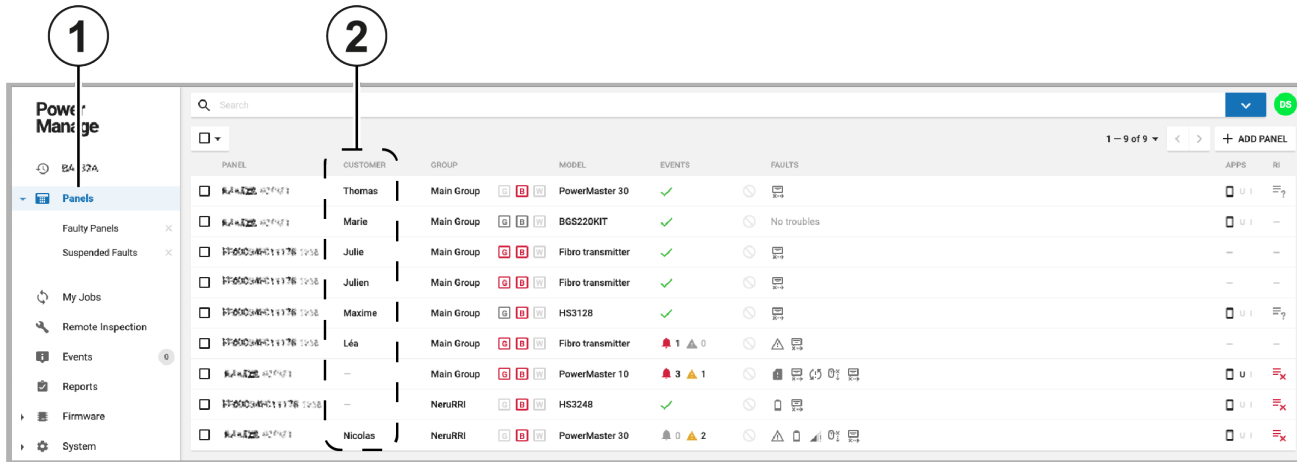 1 2
Power
Manage
Search
DS
1 – 9 of 9
+ ADD PANEL
PANEL CUSTOMER GROUP MODEL EVENTS FAULTS APPS RI
Panels
Thomas Main Group G B W PowerMaster 30 U I ?
Marie Main Group G B W BGS220KIT No troubles U I –
Faulty Panels
Suspended Faults
Julie Main Group G B W Fibro transmitter – –
Julien Main Group G B W Fibro transmitter – –
My Jobs
Maxime Main Group G B W HS3128 U I ?
Remote Inspection
Léa Main Group G B W Fibro transmitter 1 0 – –
Events 0
– Main Group G B W PowerMaster 10 3 1 U I
Reports
– NeruRRI G B W HS3248 U I
Firmware
Nicolas NeruRRI G B W PowerMaster 30 0 2 U I
System